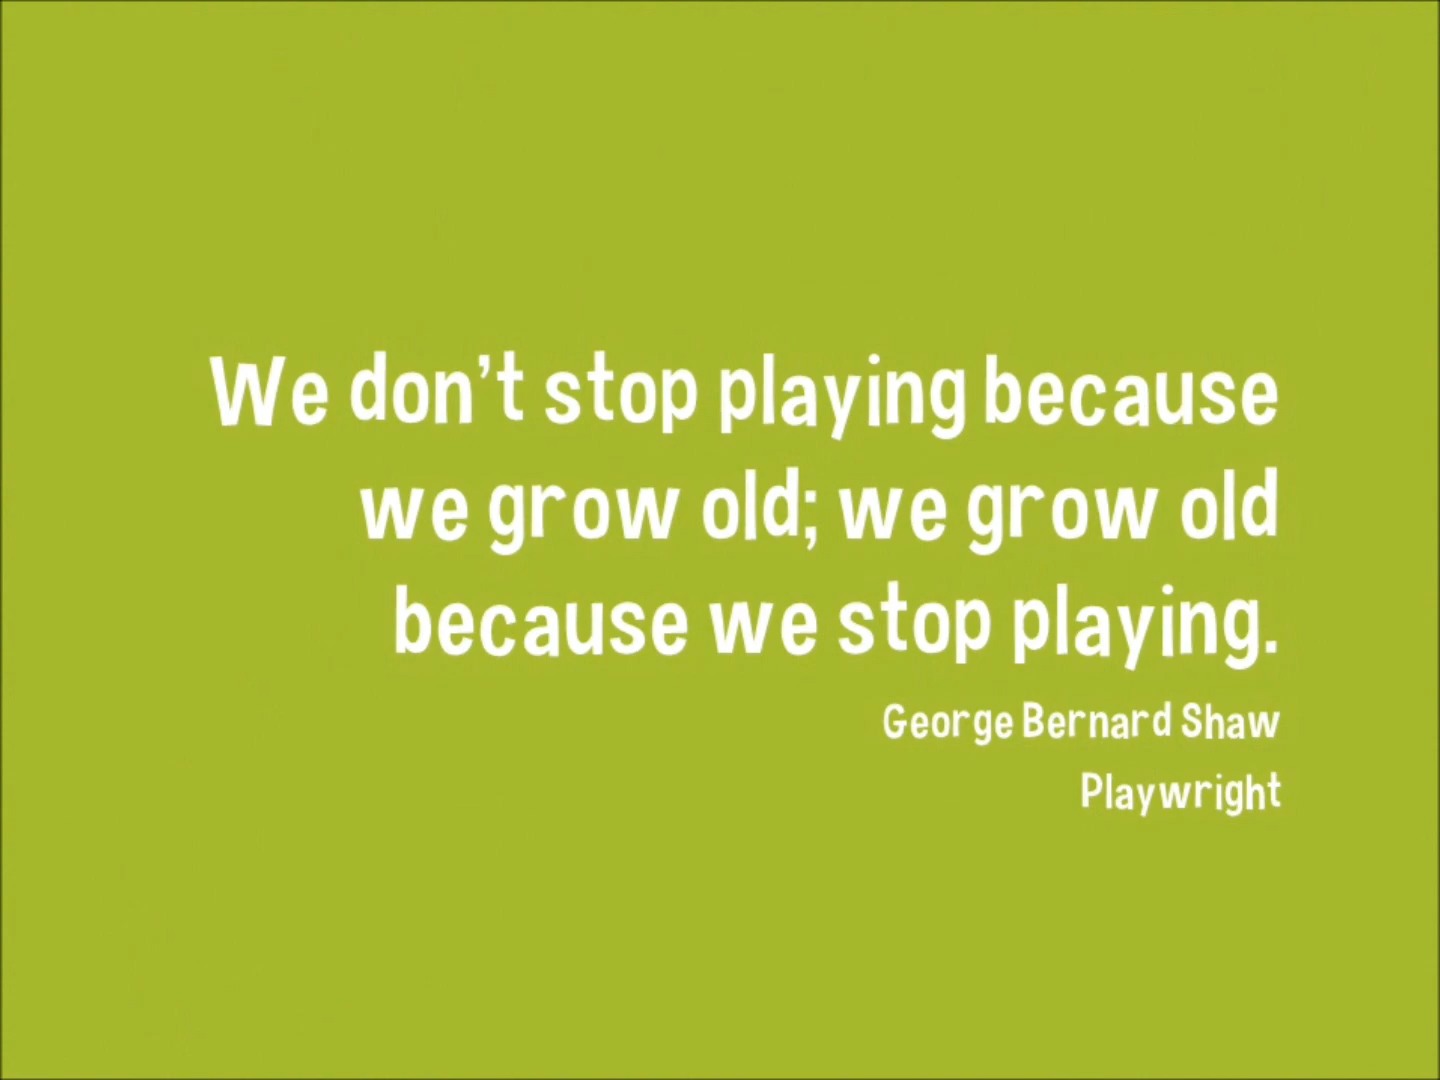 We don’t stop playing because
we grow old; we grow old
because we stop playing.
George Bernard Shaw
Playwright